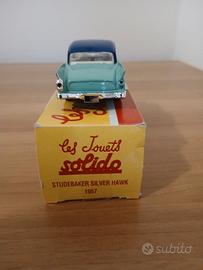 Les Jouets
solido
STUDEBAKER SILVER HAWK
1957
subito